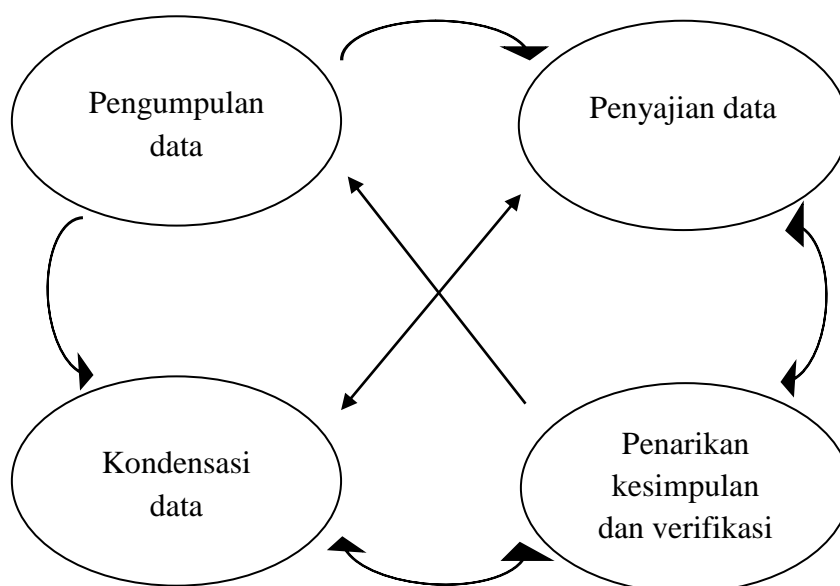 Pengumpulan
data
Penyajian data
Kondensasi
data
Penarikan
kesimpulan
dan verifikasi